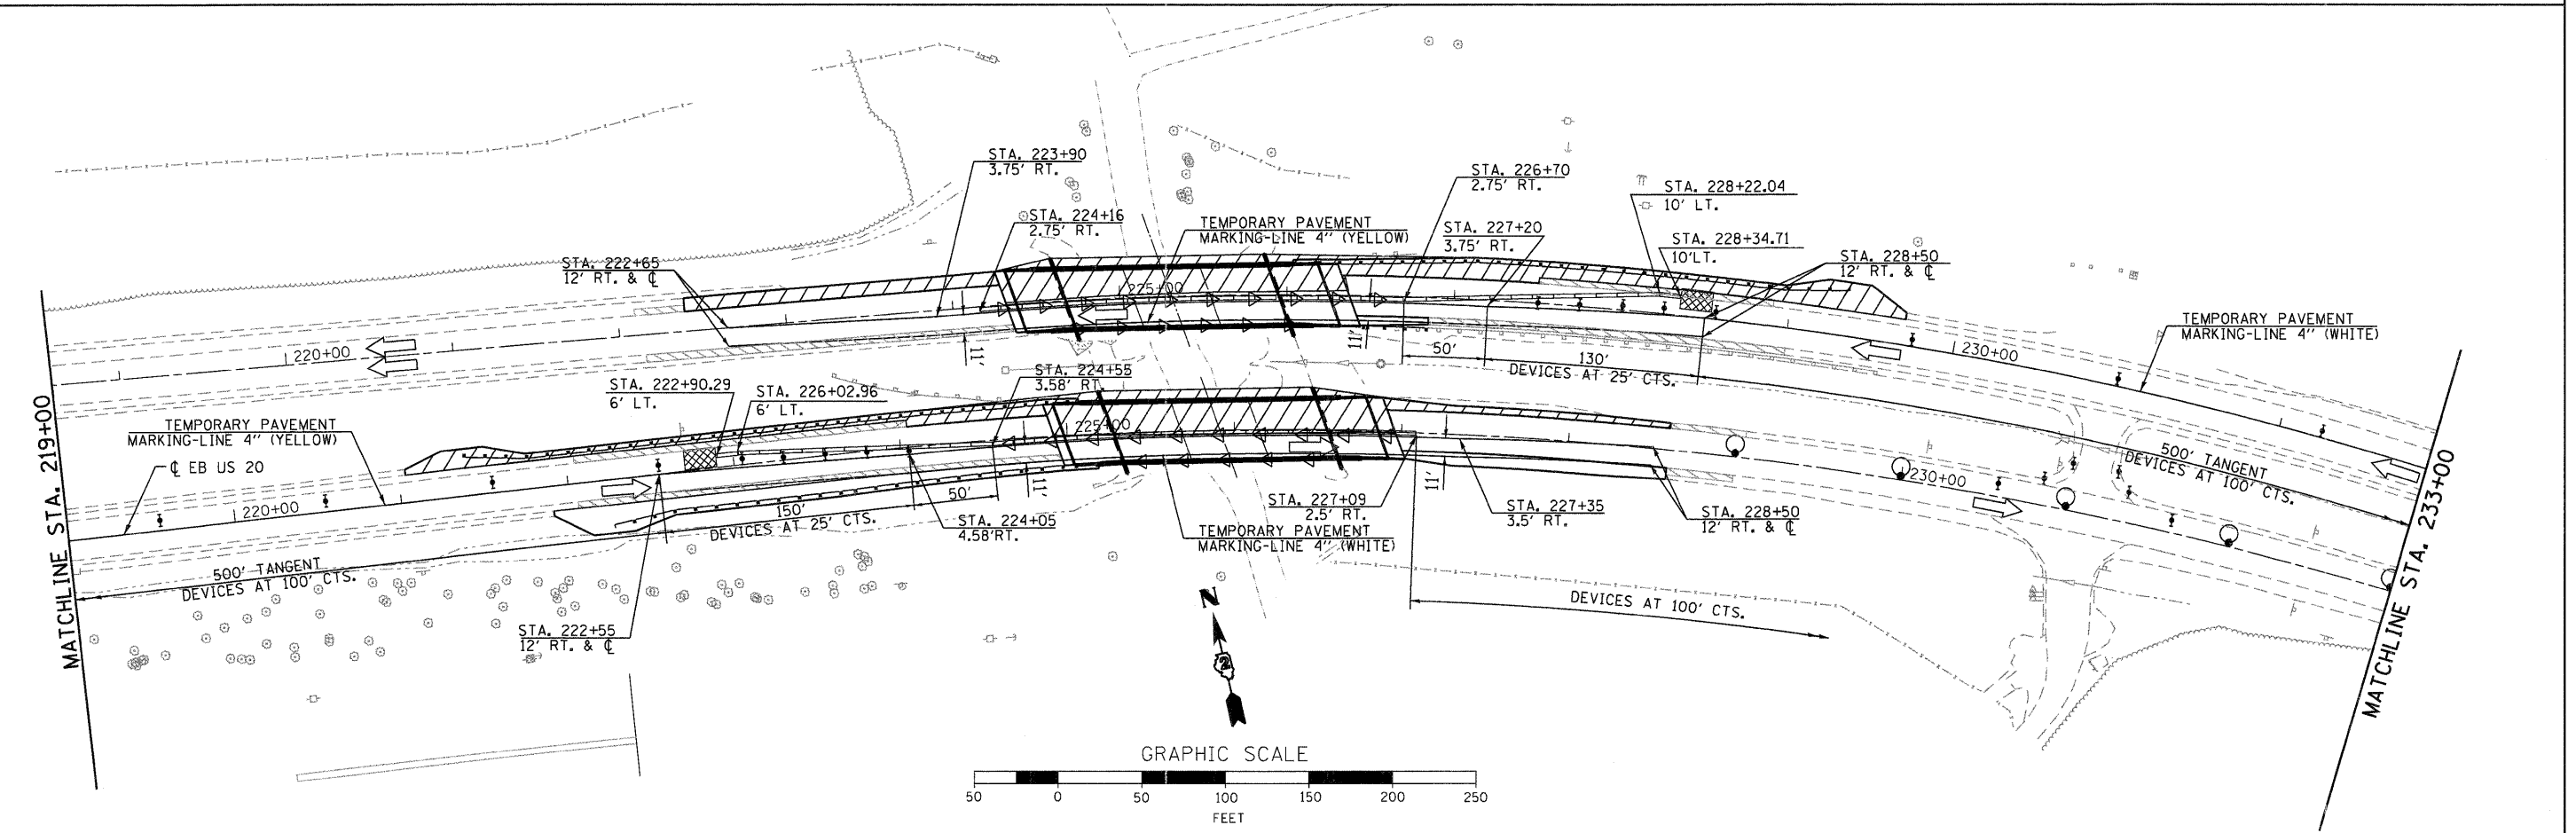 STA. 223+90
3.75' RT.
STA. 224+16
2.75' RT.
TEMPORARY PAVEMENT
MARKING-LINE 4" (YELLOW)
STA. 226+70
2.75' RT.
STA. 227+20
3.75' RT.
STA. 228+22.04
10' LT.
STA. 228+34.71
10'LT.
STA. 228+50
12' RT. & ℄
STA. 222+65
12' RT. & ℄
225+00
220+00
11'
11'
50'
130'
DEVICES AT 25' CTS.
230+00
TEMPORARY PAVEMENT
MARKING-LINE 4" (WHITE)
MATCHLINE STA. 219+00
TEMPORARY PAVEMENT
MARKING-LINE 4" (YELLOW)
℄ EB US 20
STA. 222+90.29
6' LT.
STA. 226+02.96
6' LT.
STA. 224+55
3.58' RT.
225+00
220+00
230+00
500' TANGENT
DEVICES AT 100' CTS.
500' TANGENT
DEVICES AT 100' CTS.
150'
50'
DEVICES AT 25' CTS.
11'
11'
STA. 224+05
4.58'RT.
STA. 227+09
2.5' RT.
TEMPORARY PAVEMENT
MARKING-LINE 4" (WHITE)
STA. 227+35
3.5' RT.
STA. 228+50
12' RT. & ℄
STA. 222+55
12' RT. & ℄
DEVICES AT 100' CTS.
MATCHLINE STA. 233+00
N
2
GRAPHIC SCALE
50 0 50 100 150 200 250
FEET